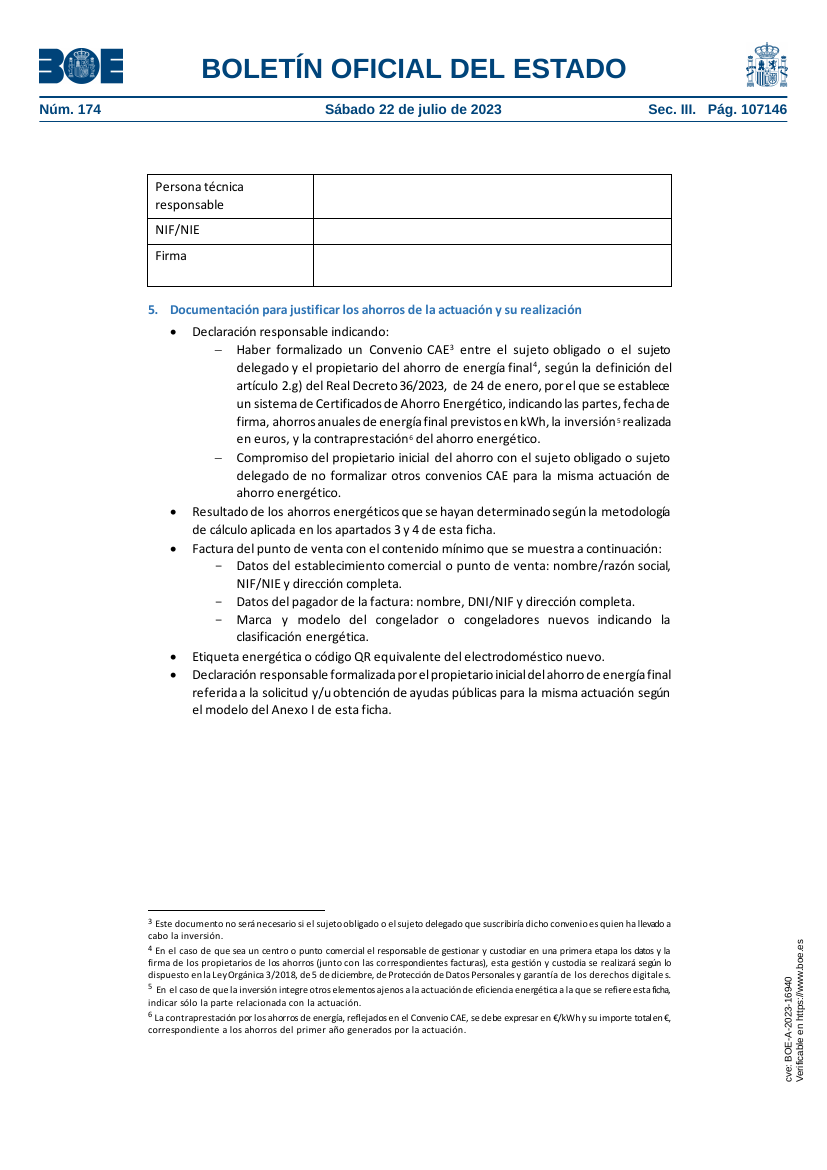 BOE
BOLETÍN OFICIAL DEL ESTADO
Núm. 174 Sábado 22 de julio de 2023 Sec. III. Pág. 107146
Persona técnica
responsable
NIF/NIE
Firma
5. Documentación para justificar los ahorros de la actuación y su realización
• Declaración responsable indicando:
– Haber formalizado un Convenio CAE³ entre el sujeto obligado o el sujeto
delegado y el propietario del ahorro de energía final⁴, según la definición del
artículo 2.g) del Real Decreto 36/2023, de 24 de enero, por el que se establece
un sistema de Certificados de Ahorro Energético, indicando las partes, fecha de
firma, ahorros anuales de energía final previstos en kWh, la inversión⁵ realizada
en euros, y la contraprestación⁶ del ahorro energético.
– Compromiso del propietario inicial del ahorro con el sujeto obligado o sujeto
delegado de no formalizar otros convenios CAE para la misma actuación de
ahorro energético.
• Resultado de los ahorros energéticos que se hayan determinado según la metodología
de cálculo aplicada en los apartados 3 y 4 de esta ficha.
• Factura del punto de venta con el contenido mínimo que se muestra a continuación:
– Datos del establecimiento comercial o punto de venta: nombre/razón social,
NIF/NIE y dirección completa.
– Datos del pagador de la factura: nombre, DNI/NIF y dirección completa.
– Marca y modelo del congelador o congeladores nuevos indicando la
clasificación energética.
• Etiqueta energética o código QR equivalente del electrodoméstico nuevo.
• Declaración responsable formalizada por el propietario inicial del ahorro de energía final
referida a la solicitud y/u obtención de ayudas públicas para la misma actuación según
el modelo del Anexo I de esta ficha.
³ Este documento no será necesario si el sujeto obligado o el sujeto delegado que suscribiría dicho convenio es quien ha llevado a
cabo la inversión.
⁴ En el caso de que sea un centro o punto comercial el responsable de gestionar y custodiar en una primera etapa los datos y la
firma de los propietarios de los ahorros (junto con las correspondientes facturas), esta gestión y custodia se realizará según lo
dispuesto en la Ley Orgánica 3/2018, de 5 de diciembre, de Protección de Datos Personales y garantía de los derechos digitales.
⁵ En el caso de que la inversión integre otros elementos ajenos a la actuación de eficiencia energética a la que se refiere esta ficha,
indicar sólo la parte relacionada con la actuación.
⁶ La contraprestación por los ahorros de energía, reflejados en el Convenio CAE, se debe expresar en €/kWh y su importe total en €,
correspondiente a los ahorros del primer año generados por la actuación.
cve: BOE-A-2023-16940
Verificable en https://www.boe.es